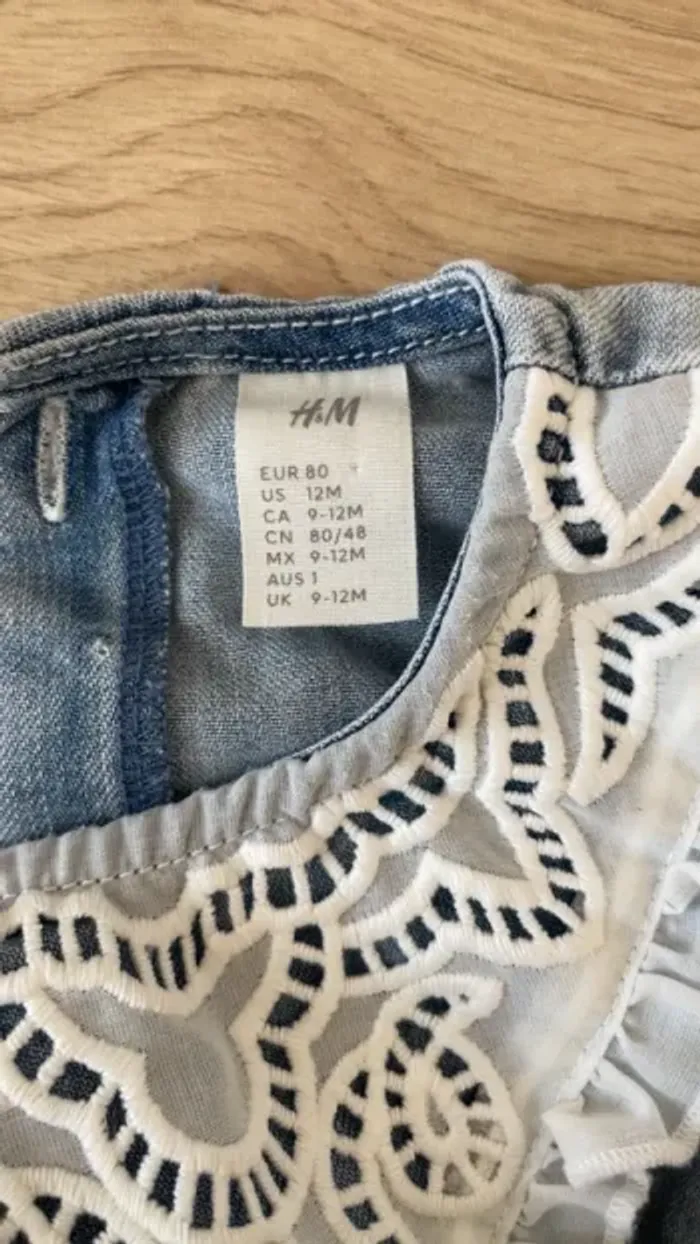 H&M
EUR 80
US 12M
CA 9-12M
CN 80/48
MX 9-12M
AUS 1
UK 9-12M